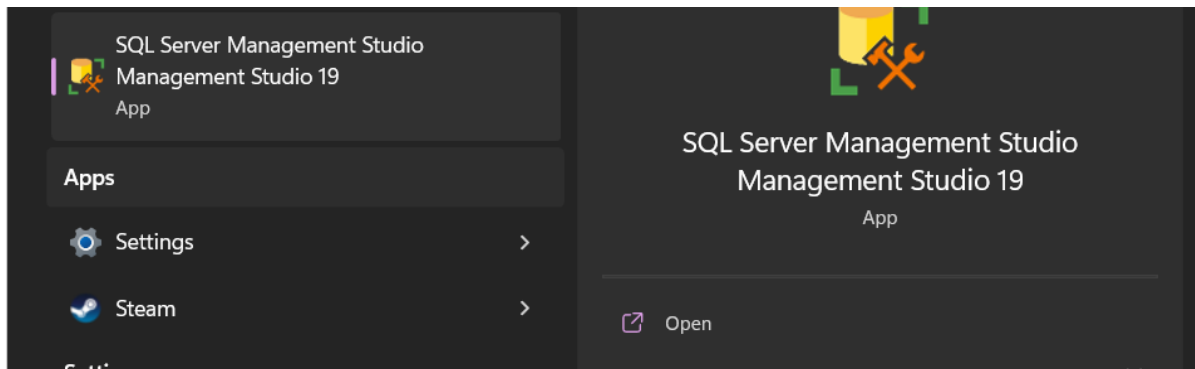 SQL Server Management Studio
Management Studio 19
App
Apps
Settings
Steam
SQL Server Management Studio
Management Studio 19
App
Open